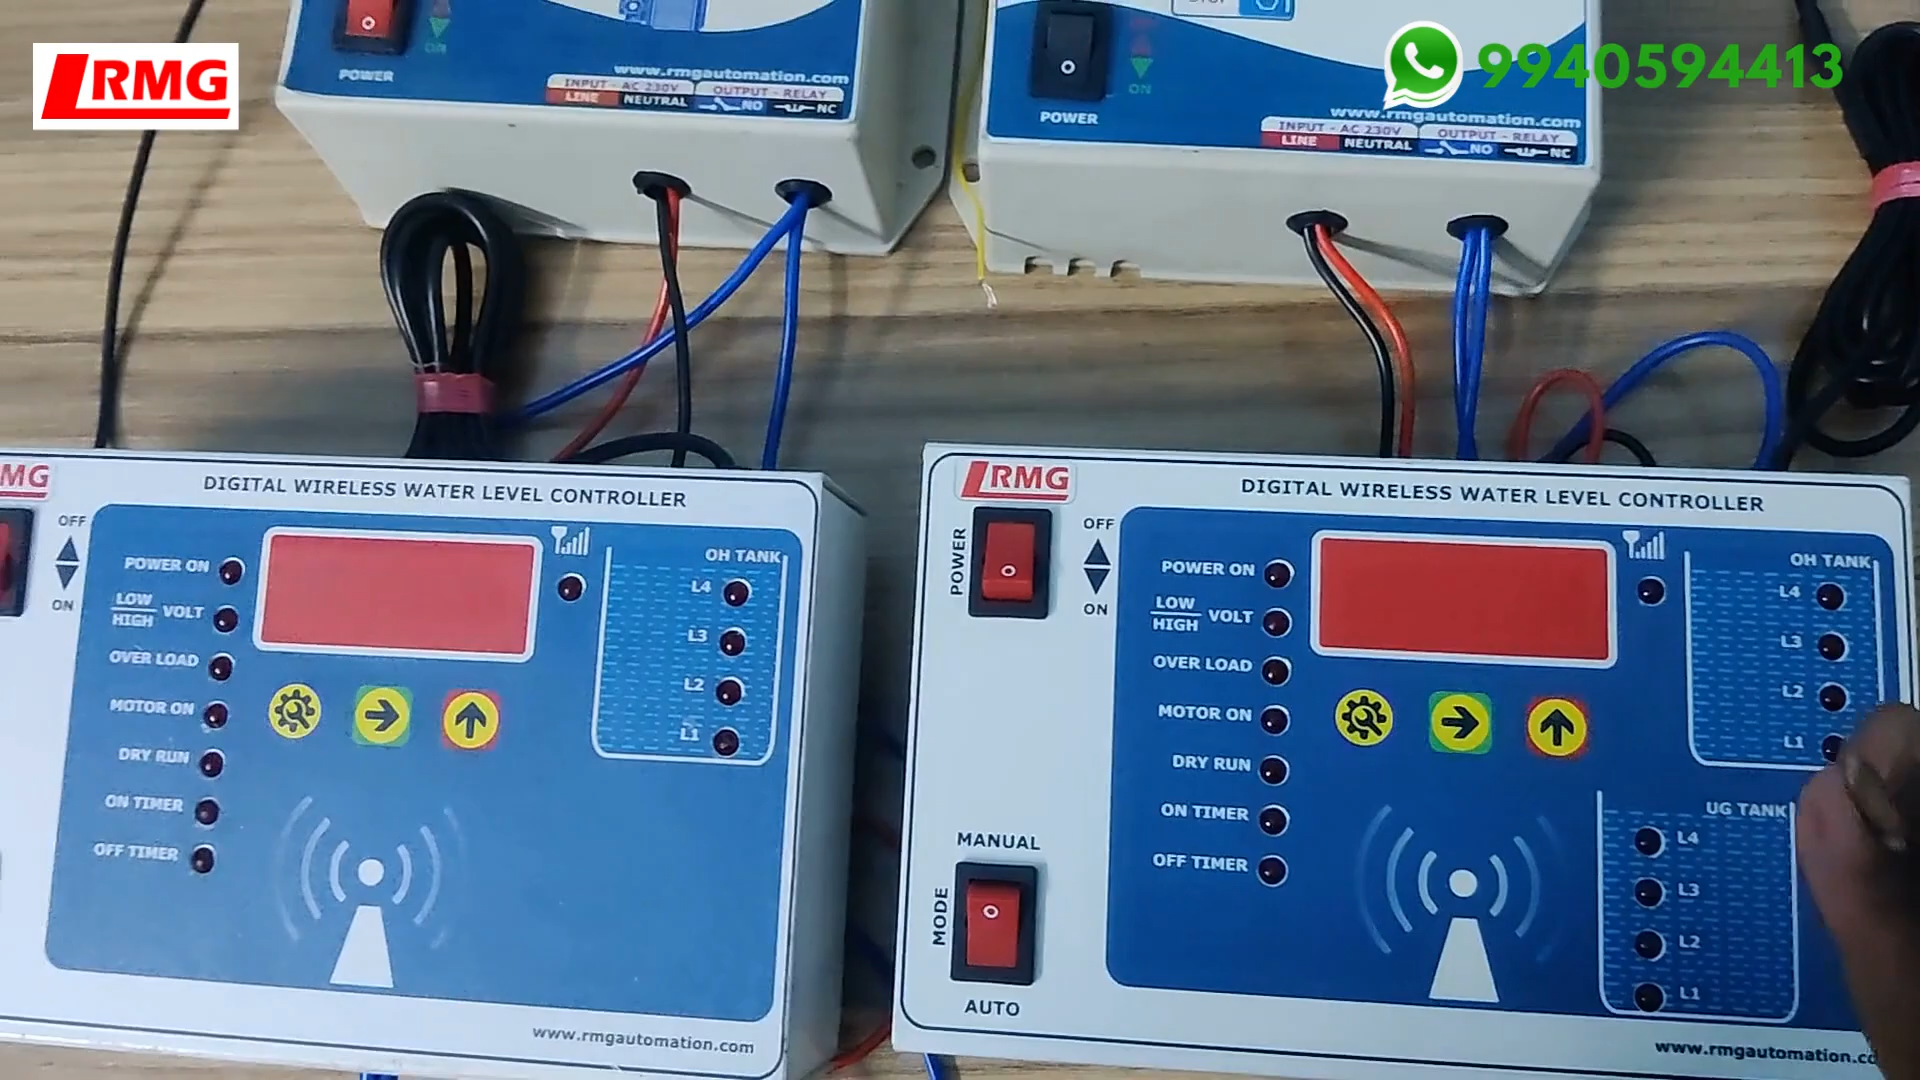 RMG
9940594413
ON
POWER
www.rmgautomation.com
INPUT - AC 230V
OUTPUT - RELAY
LINE
NEUTRAL
NO
NC
ON
POWER
www.rmgautomation.com
INPUT - AC 230V
OUTPUT - RELAY
LINE
NEUTRAL
NO
NC
MG
DIGITAL WIRELESS WATER LEVEL CONTROLLER
OFF
ON
POWER ON
LOW
HIGH
VOLT
OVER LOAD
MOTOR ON
DRY RUN
ON TIMER
OFF TIMER
OH TANK
L4
L3
L2
L1
www.rmgautomation.com
RMG
DIGITAL WIRELESS WATER LEVEL CONTROLLER
POWER
OFF
ON
POWER ON
LOW
HIGH
VOLT
OVER LOAD
MOTOR ON
DRY RUN
ON TIMER
OFF TIMER
OH TANK
L4
L3
L2
L1
UG TANK
L4
L3
L2
L1
MANUAL
MODE
AUTO
www.rmgautomation.co